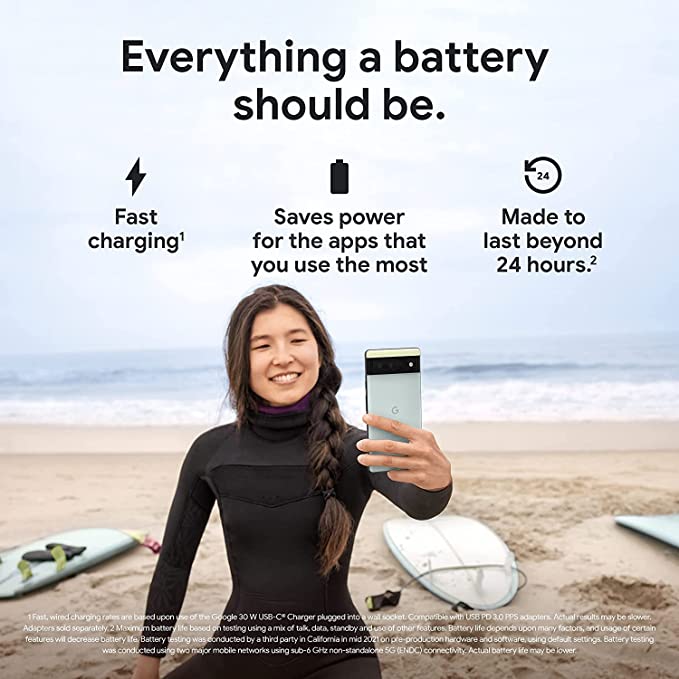 Everything a battery
should be.
Fast
charging¹
Saves power
for the apps that
you use the most
24
Made to
last beyond
24 hours.²
G
1 Fast, wired charging rates are based upon use of the Google 30 W USB-C® Charger plugged into a wall socket. Compatible with USB PD 3.0 PPS adapters. Actual results may be slower.
Adapters sold separately. 2 Maximum battery life based on testing using a mix of talk, data, standby and use of other features. Battery life depends upon many factors, and usage of certain
features will decrease battery life. Battery testing was conducted by a third party in California in mid 2021 on pre-production hardware and software, using default settings. Battery testing
was conducted using two major mobile networks using sub-6 GHz non-standalone 5G (ENDC) connectivity. Actual battery life may be lower.